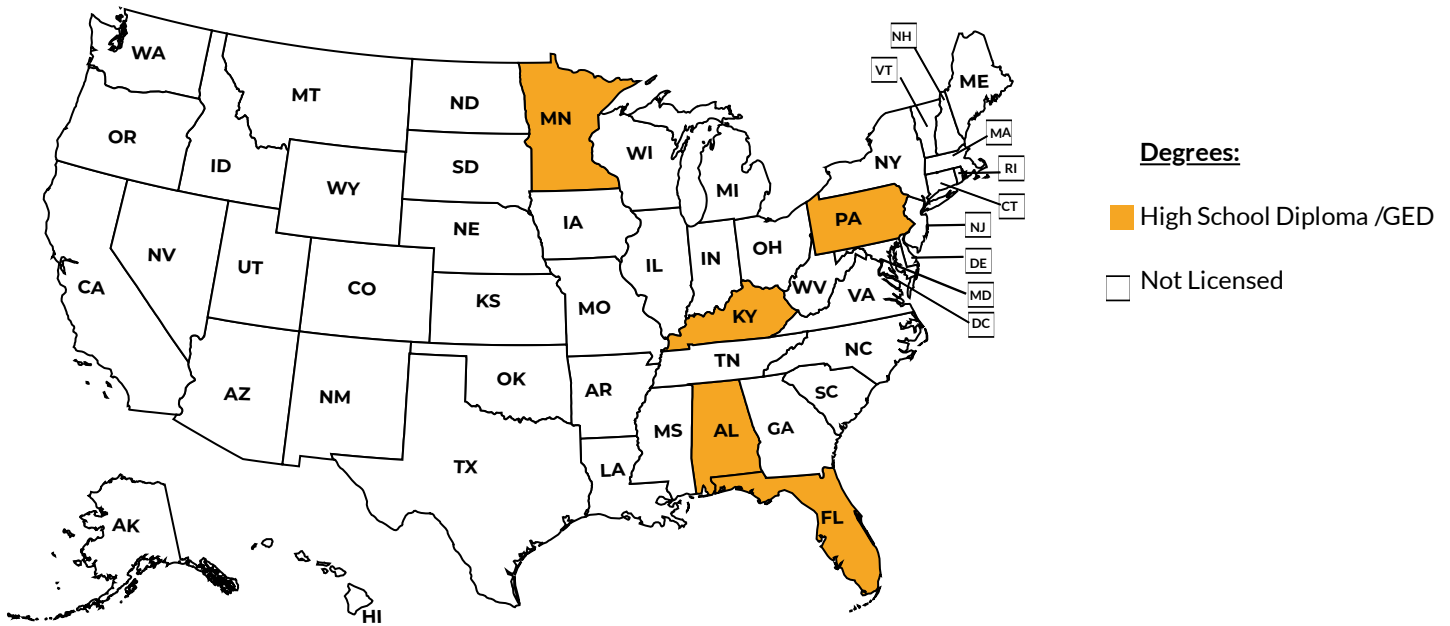 WA
MT
ND
MN
OR
ID
WY
SD
WI
MI
NY
ME
NH
VT
MA
RI
CT
NJ
DE
MD
DC
PA
NE
IA
NV
UT
CO
CA
KS
MO
IL
IN
OH
WV
VA
KY
TN
NC
SC
AZ
NM
OK
AR
MS
AL
GA
TX
LA
FL
AK
HI
Degrees:
High School Diploma /GED
Not Licensed